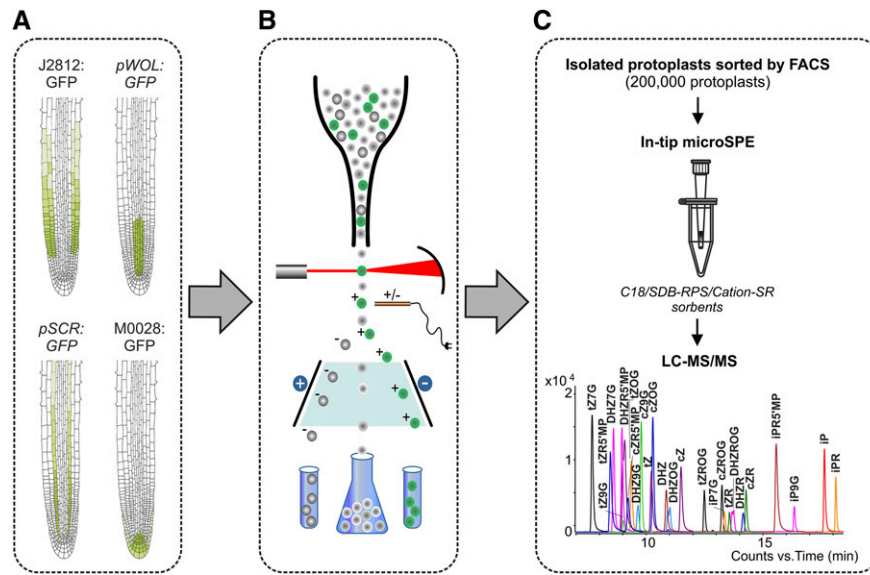 A
J2812:
GFP
pWOL:
GFP
pSCR:
GFP
M0028:
GFP
B
+
+/-
-
+
+
-
+
-
+
-
+
-
-
+
C
Isolated protoplasts sorted by FACS
(200,000 protoplasts)
In-tip microSPE
C18/SDB-RPS/Cation-SR
sorbents
LC-MS/MS
x10⁴
2
1
0
tZ7G
tZ9G
tZR5'MP
DHZ7G
DHZR5'MP
DHZ9G
cZR5'MP
tZOG
cZ9G
tZ
cZOG
DHZ
DHZOG
cZ
tZROG
iP7G
cZROG
tZR
DHZROG
DHZR
cZR
iPR5'MP
iP9G
iP
iPR
10
15
Counts vs.Time (min)